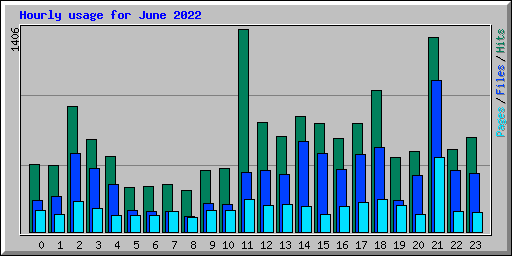 Hourly usage for June 2022
1406
Pages / Files / Hits
0 1 2 3 4 5 6 7 8 9 10 11 12 13 14 15 16 17 18 19 20 21 22 23